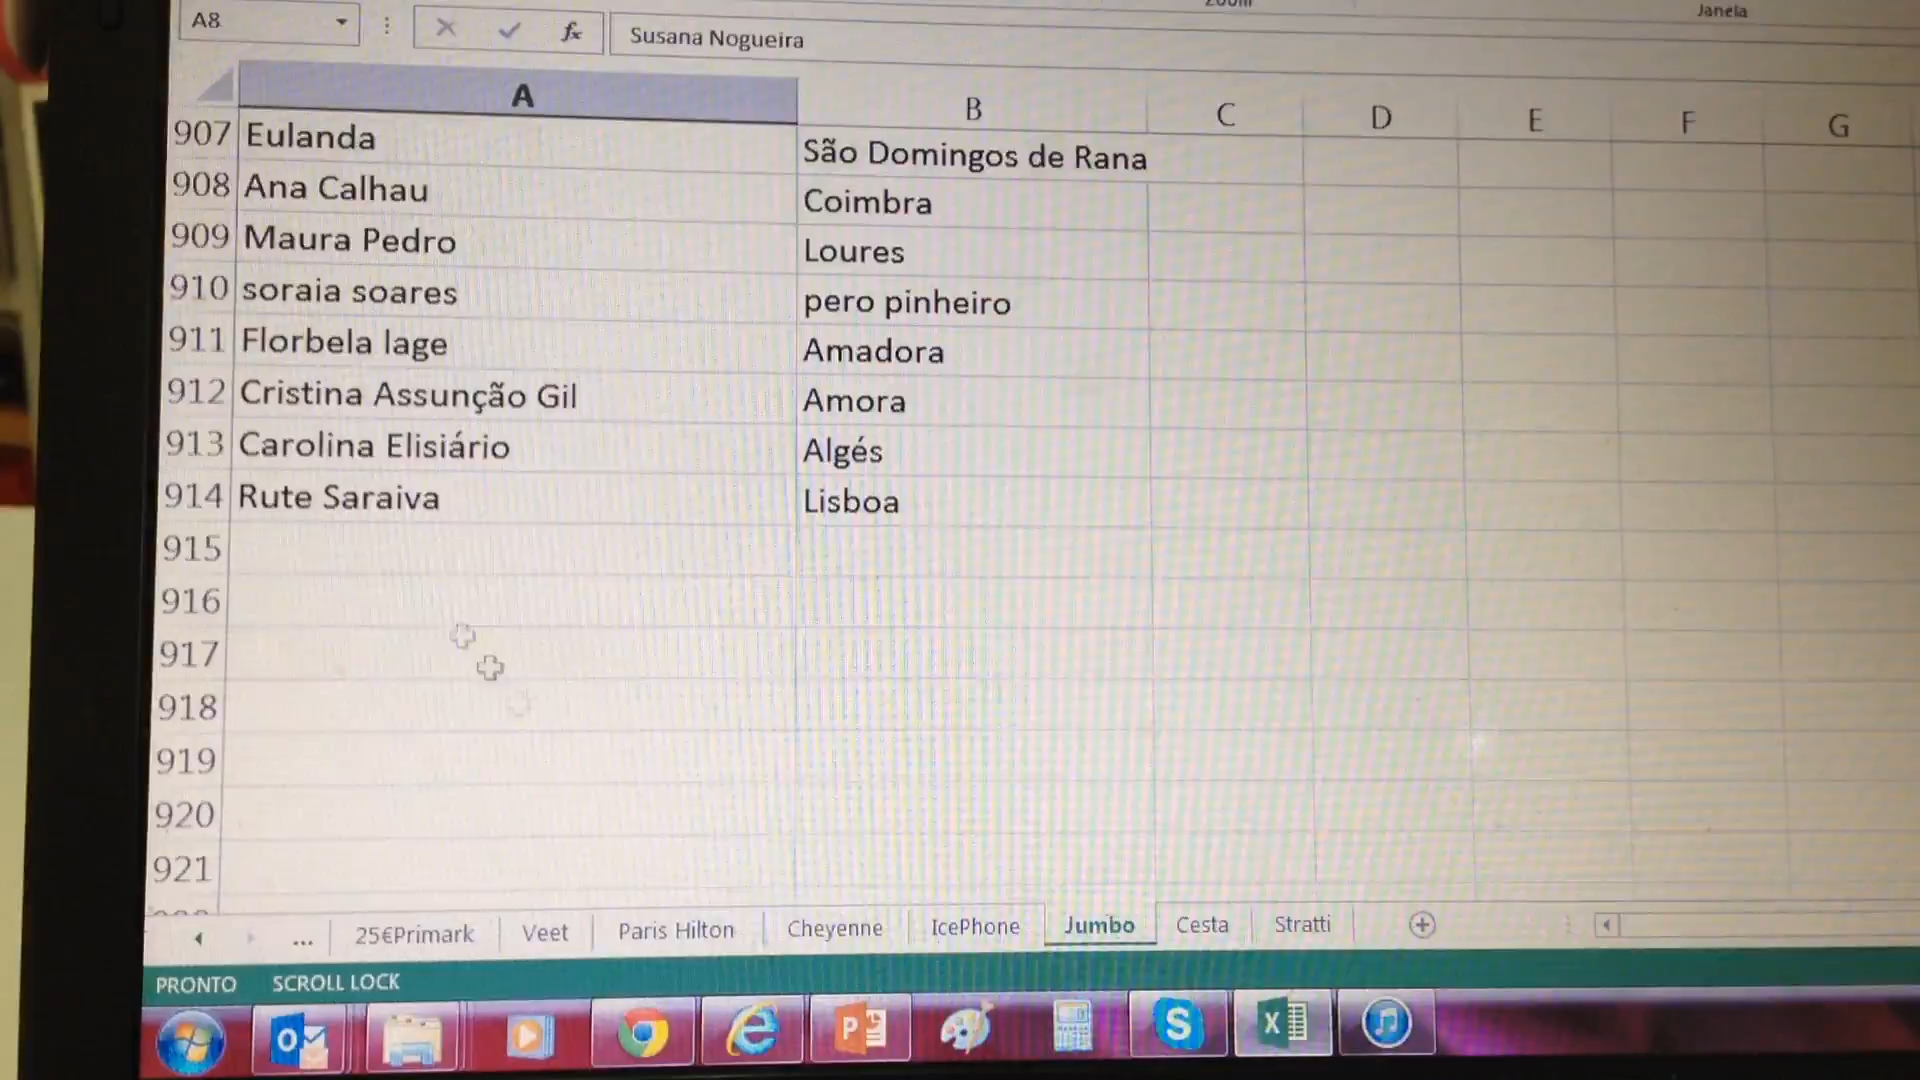 Janela
A8
fx
Susana Nogueira
A B C D E F G
907 Eulanda São Domingos de Rana
908 Ana Calhau Coimbra
909 Maura Pedro Loures
910 soraia soares pero pinheiro
911 Florbela lage Amadora
912 Cristina Assunção Gil Amora
913 Carolina Elisiário Algés
914 Rute Saraiva Lisboa
915
916
917
918
919
920
921
... 25€Primark Veet Paris Hilton Cheyenne IcePhone Jumbo Cesta Stratti
PRONTO SCROLL LOCK